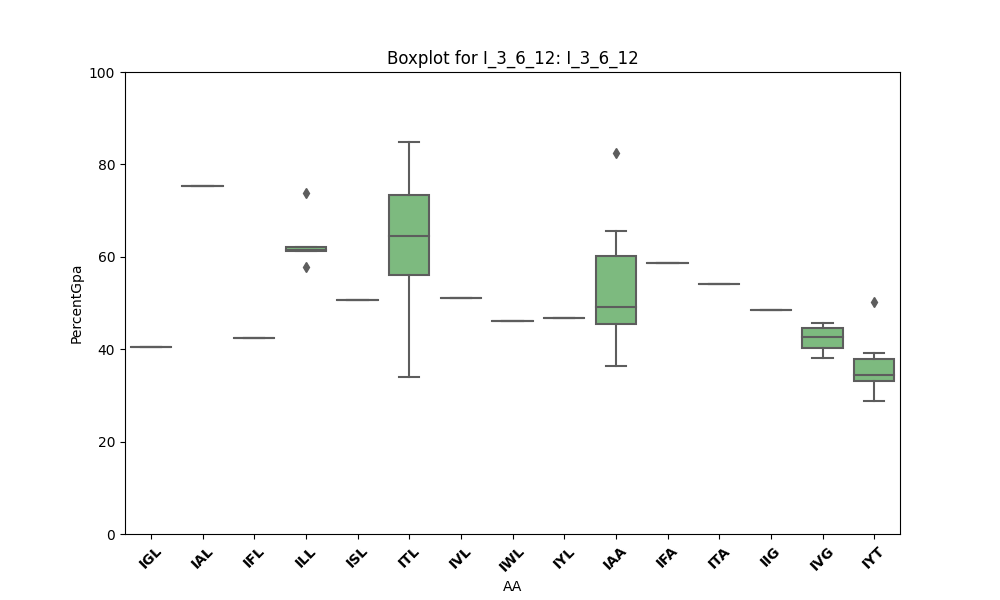 Boxplot for I_3_6_12: I_3_6_12
100
80
60
40
20
0
PercentGpa
IGL IAL IFL ILL ISL ITL IVL IWL IYL IAA IFA ITA IIG IVG IYT
AA